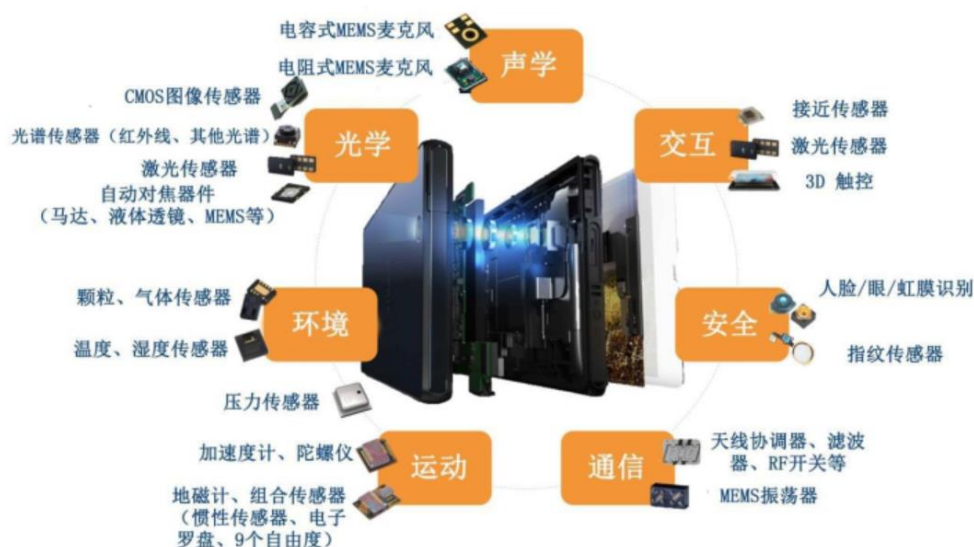 电容式MEMS麦克风
电阻式MEMS麦克风
声学
CMOS图像传感器
光谱传感器（红外线、其他光谱）
激光传感器
自动对焦器件
（马达、液体透镜、MEMS等）
光学
交互
接近传感器
激光传感器
3D 触控
颗粒、气体传感器
温度、湿度传感器
环境
安全
人脸/眼/虹膜识别
指纹传感器
压力传感器
加速度计、陀螺仪
地磁计、组合传感器
（惯性传感器、电子
罗盘、9个自由度）
运动
通信
天线协调器、滤波
器、RF开关等
MEMS振荡器